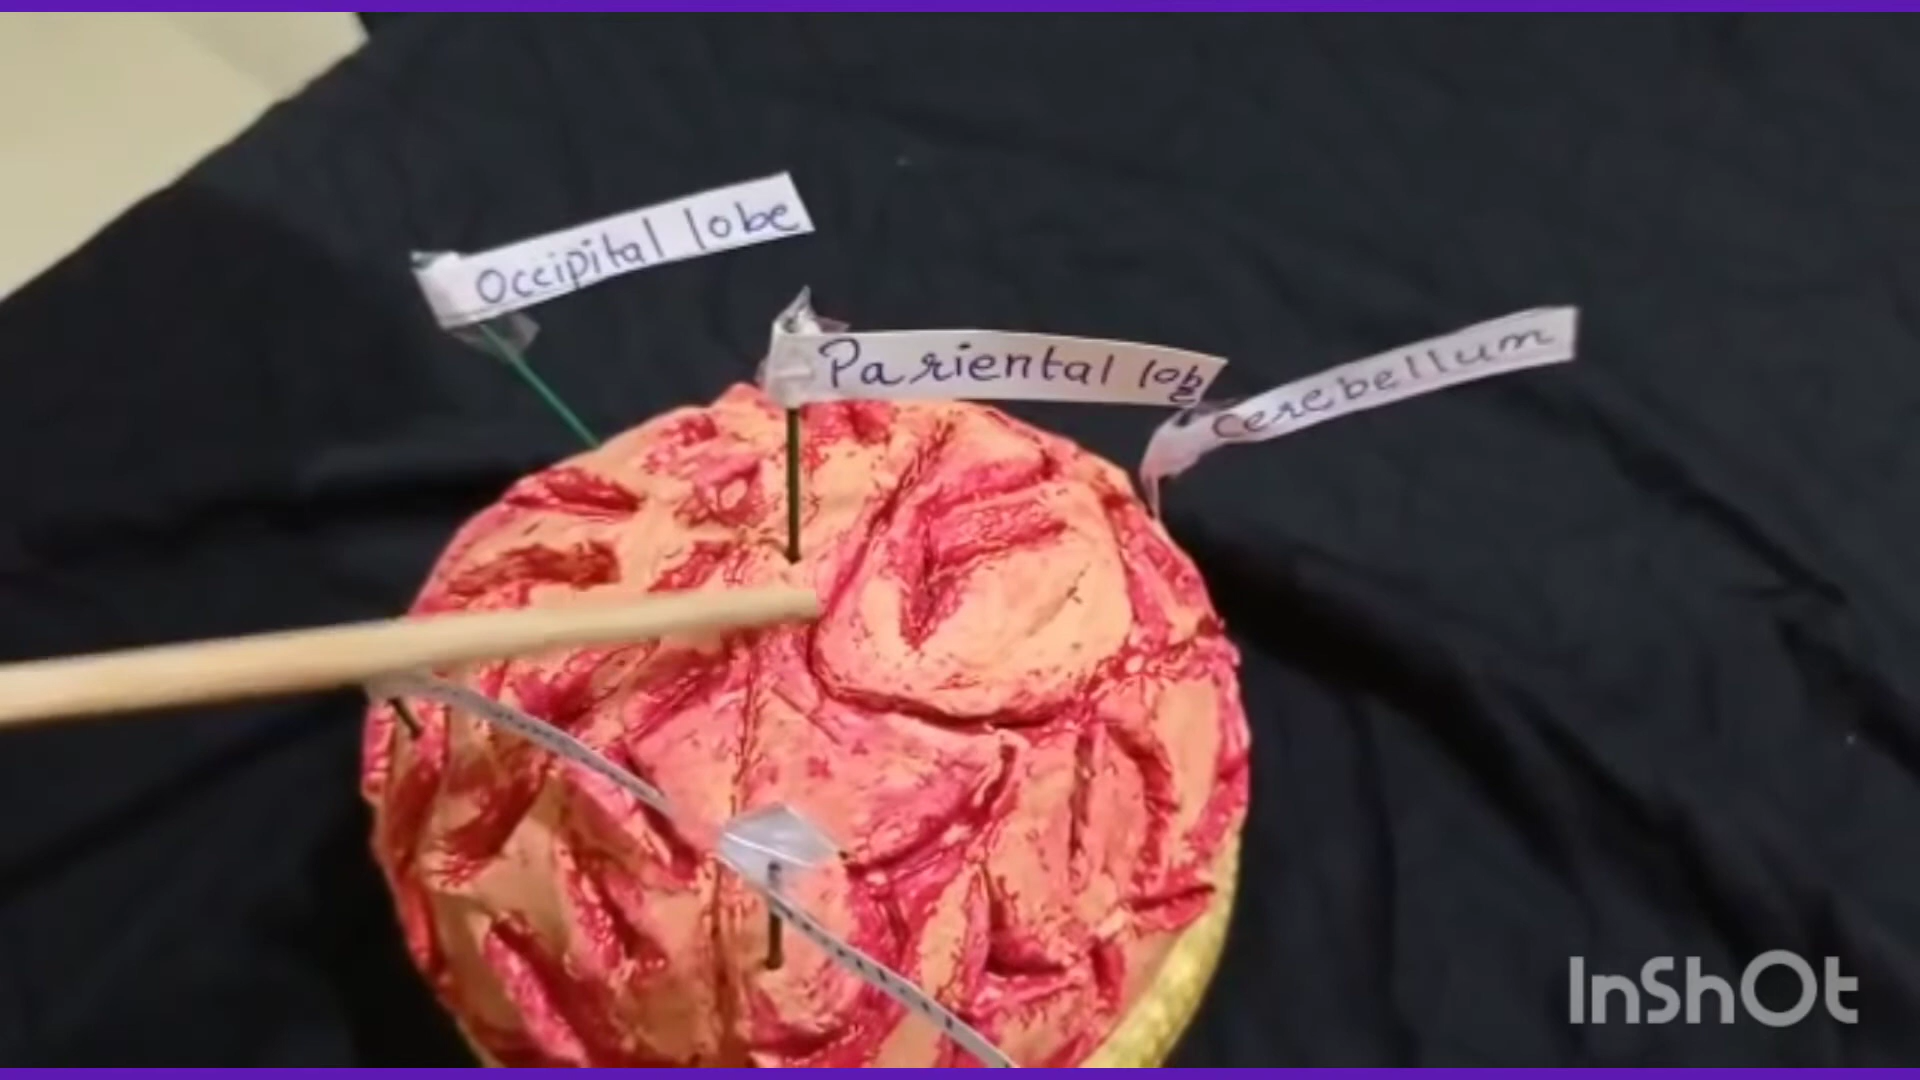 Occipital lobe
Pariental lobe
Cerebellum
InShOt